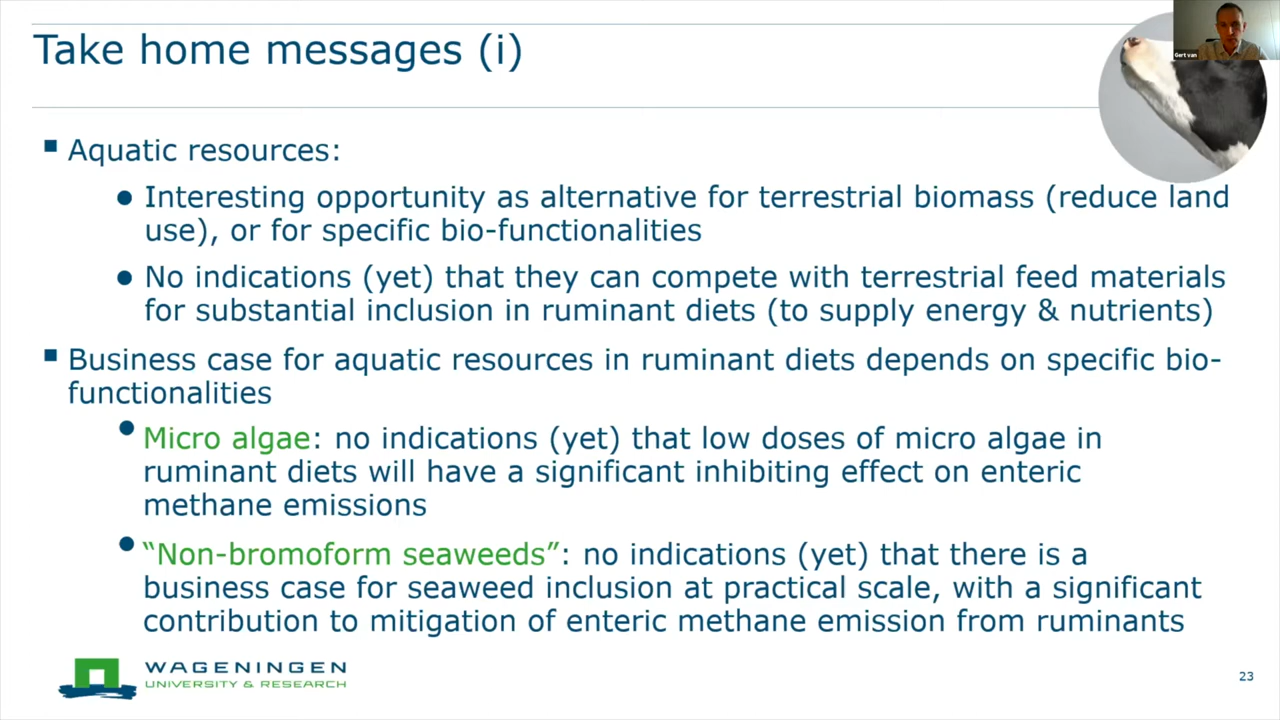 Take home messages (i)
Gert van
Aquatic resources:
Interesting opportunity as alternative for terrestrial biomass (reduce land
use), or for specific bio-functionalities
No indications (yet) that they can compete with terrestrial feed materials
for substantial inclusion in ruminant diets (to supply energy & nutrients)
Business case for aquatic resources in ruminant diets depends on specific bio-
functionalities
Micro algae: no indications (yet) that low doses of micro algae in
ruminant diets will have a significant inhibiting effect on enteric
methane emissions
“Non-bromoform seaweeds”: no indications (yet) that there is a
business case for seaweed inclusion at practical scale, with a significant
contribution to mitigation of enteric methane emission from ruminants
WAGENINGEN
UNIVERSITY & RESEARCH
23